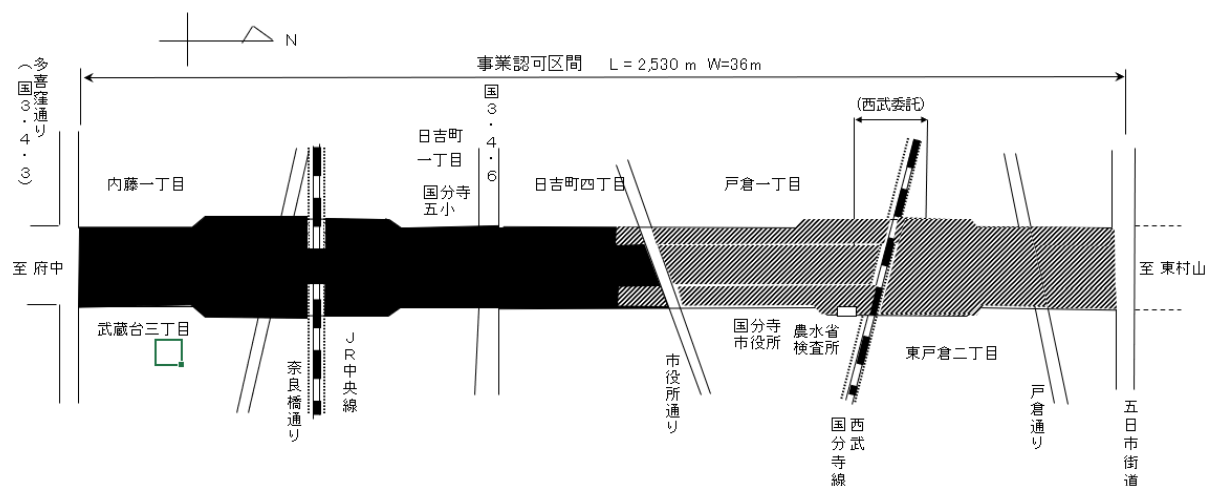 N
事業認可区間 L = 2,530 m W=36m
多喜窪通り
(国3・4・3)
国3・4・6
(西武委託)
日吉町
一丁目
内藤一丁目
国分寺
五小
日吉町四丁目
戸倉一丁目
至 府中
至 東村山
武蔵台三丁目
奈良橋通り
JR中央線
市役所通り
国分寺
市役所
農水省
検査所
東戸倉二丁目
西武
国分寺線
戸倉通り
五日市街道